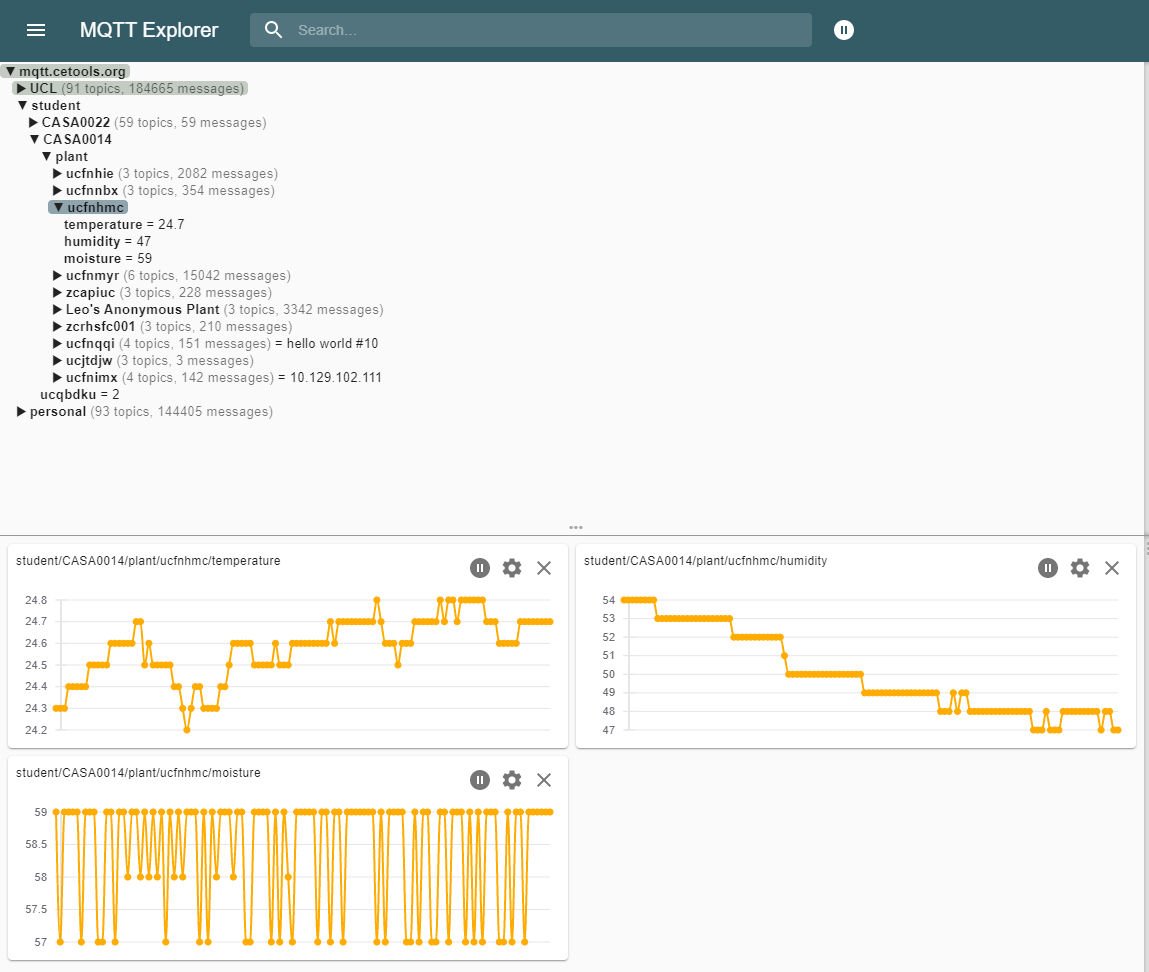 MQTT Explorer Search...
▼ mqtt.cetools.org
▶ UCL (91 topics, 184665 messages)
▼ student
▶ CASA0022 (59 topics, 59 messages)
▼ CASA0014
▼ plant
▶ ucfnhie (3 topics, 2082 messages)
▶ ucfnnbx (3 topics, 354 messages)
▼ ucfnhmc
temperature = 24.7
humidity = 47
moisture = 59
▶ ucfnmyr (6 topics, 15042 messages)
▶ zcapiuc (3 topics, 228 messages)
▶ Leo's Anonymous Plant (3 topics, 3342 messages)
▶ zcrhsfc001 (3 topics, 210 messages)
▶ ucfnqqi (4 topics, 151 messages) = hello world #10
▶ ucjtdjw (3 topics, 3 messages)
▶ ucfnimx (4 topics, 142 messages) = 10.129.102.111
ucqbdku = 2
▶ personal (93 topics, 144405 messages)
student/CASA0014/plant/ucfnhmc/temperature
24.8
24.7
24.6
24.5
24.4
24.3
24.2
student/CASA0014/plant/ucfnhmc/humidity
54
53
52
51
50
49
48
47
student/CASA0014/plant/ucfnhmc/moisture
59
58.5
58
57.5
57